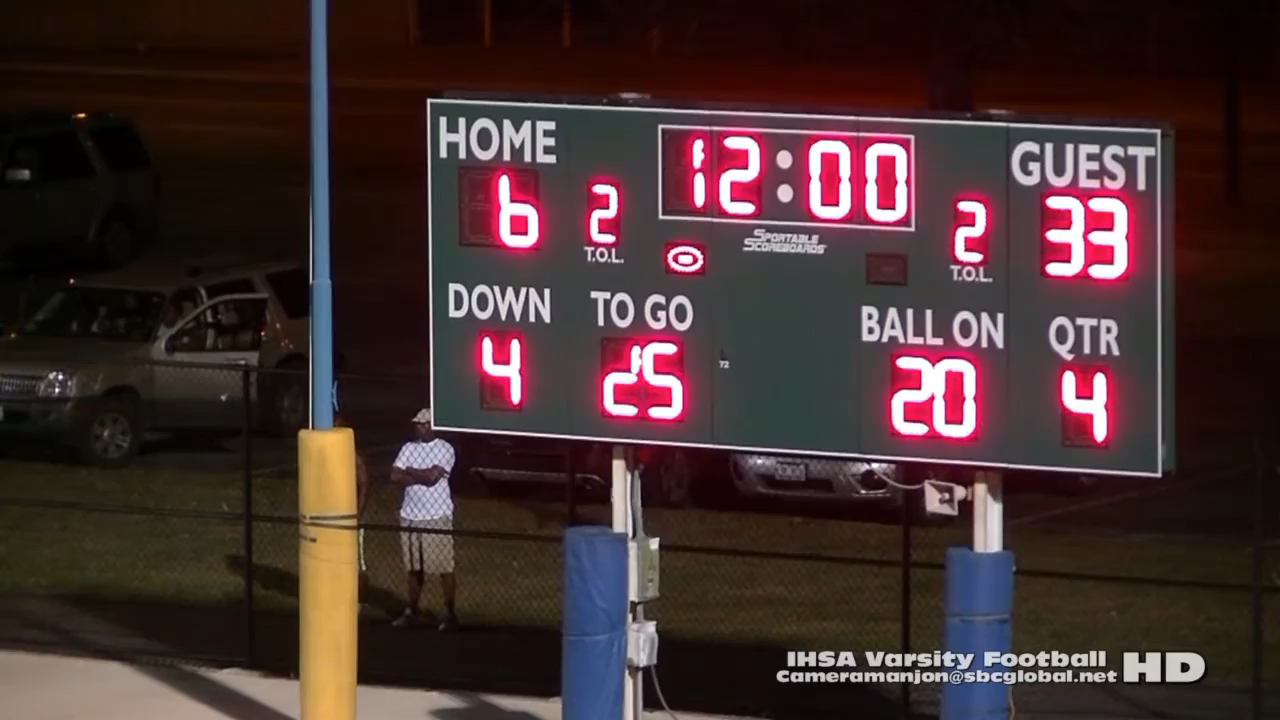 HOME 12:00 GUEST
6 2 2 33
T.O.L. SPORTABLE SCOREBOARDS T.O.L.
DOWN TO GO BALL ON QTR
4 25 20 4
72
IHSA Varsity Football HD
Cameramanjon@sbcglobal.net